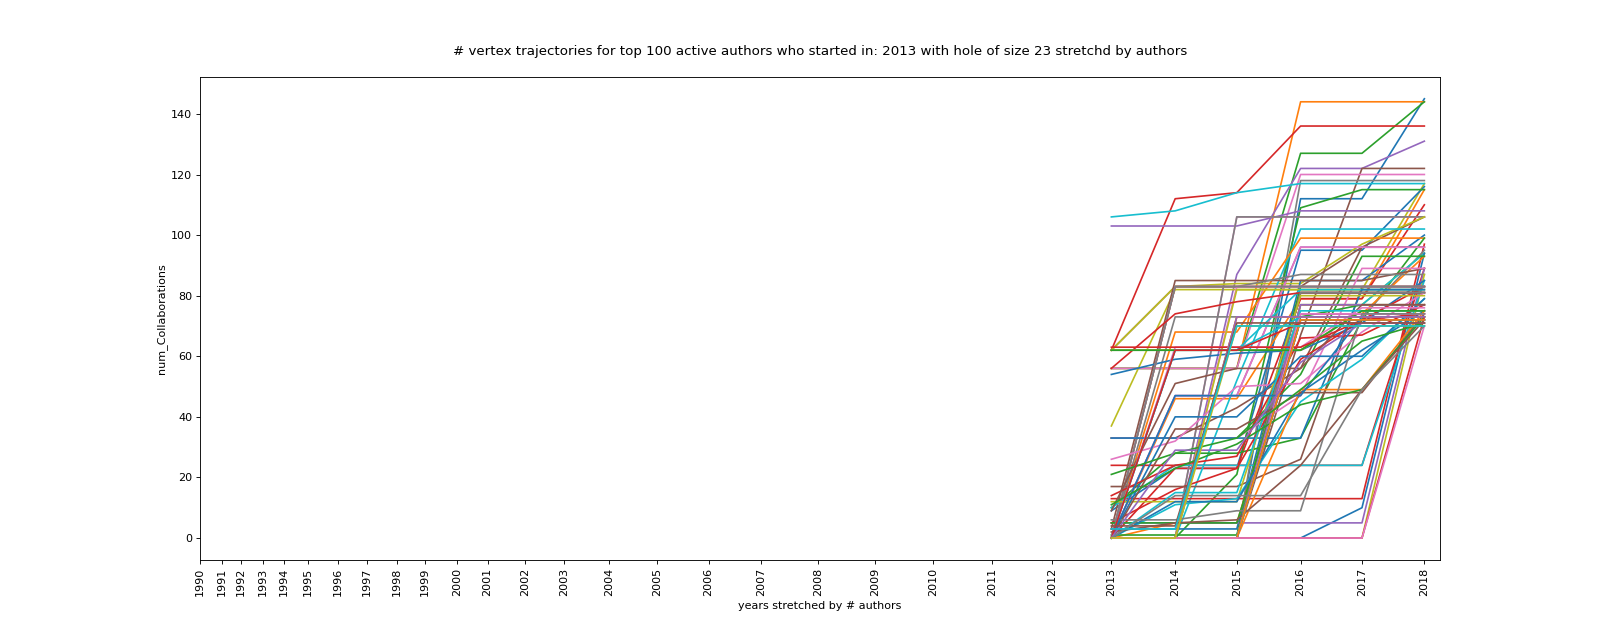 # vertex trajectories for top 100 active authors who started in: 2013 with hole of size 23 stretchd by authors
num_Collaborations
140
120
100
80
60
40
20
0
1990 1991 1992 1993 1994 1995 1996 1997 1998 1999 2000 2001 2002 2003 2004 2005 2006 2007 2008 2009 2010 2011 2012 2013 2014 2015 2016 2017 2018
years stretched by # authors